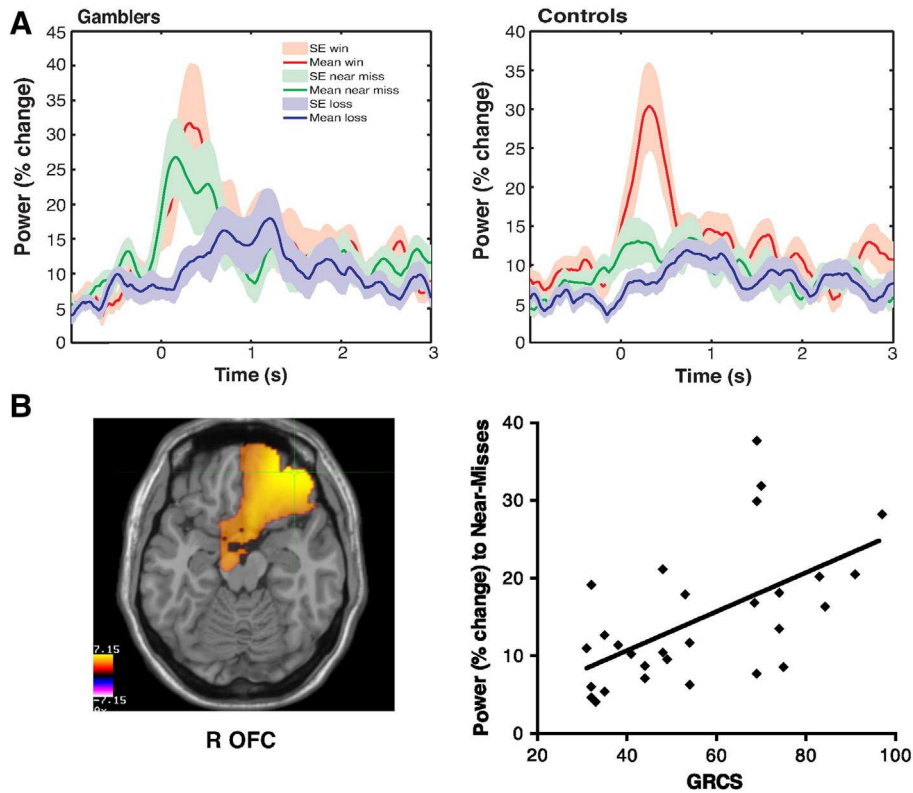 A
Gamblers
45
40
35
30
25
20
15
10
5
0
Power (% change)
SE win
Mean win
SE near miss
Mean near miss
SE loss
Mean loss
0 1 2 3
Time (s)
Controls
40
35
30
25
20
15
10
5
0
Power (% change)
0 1 2 3
Time (s)
B
7.15
-7.15
R OFC
40
30
20
10
0
Power (% change) to Near-Misses
20 40 60 80 100
GRCS